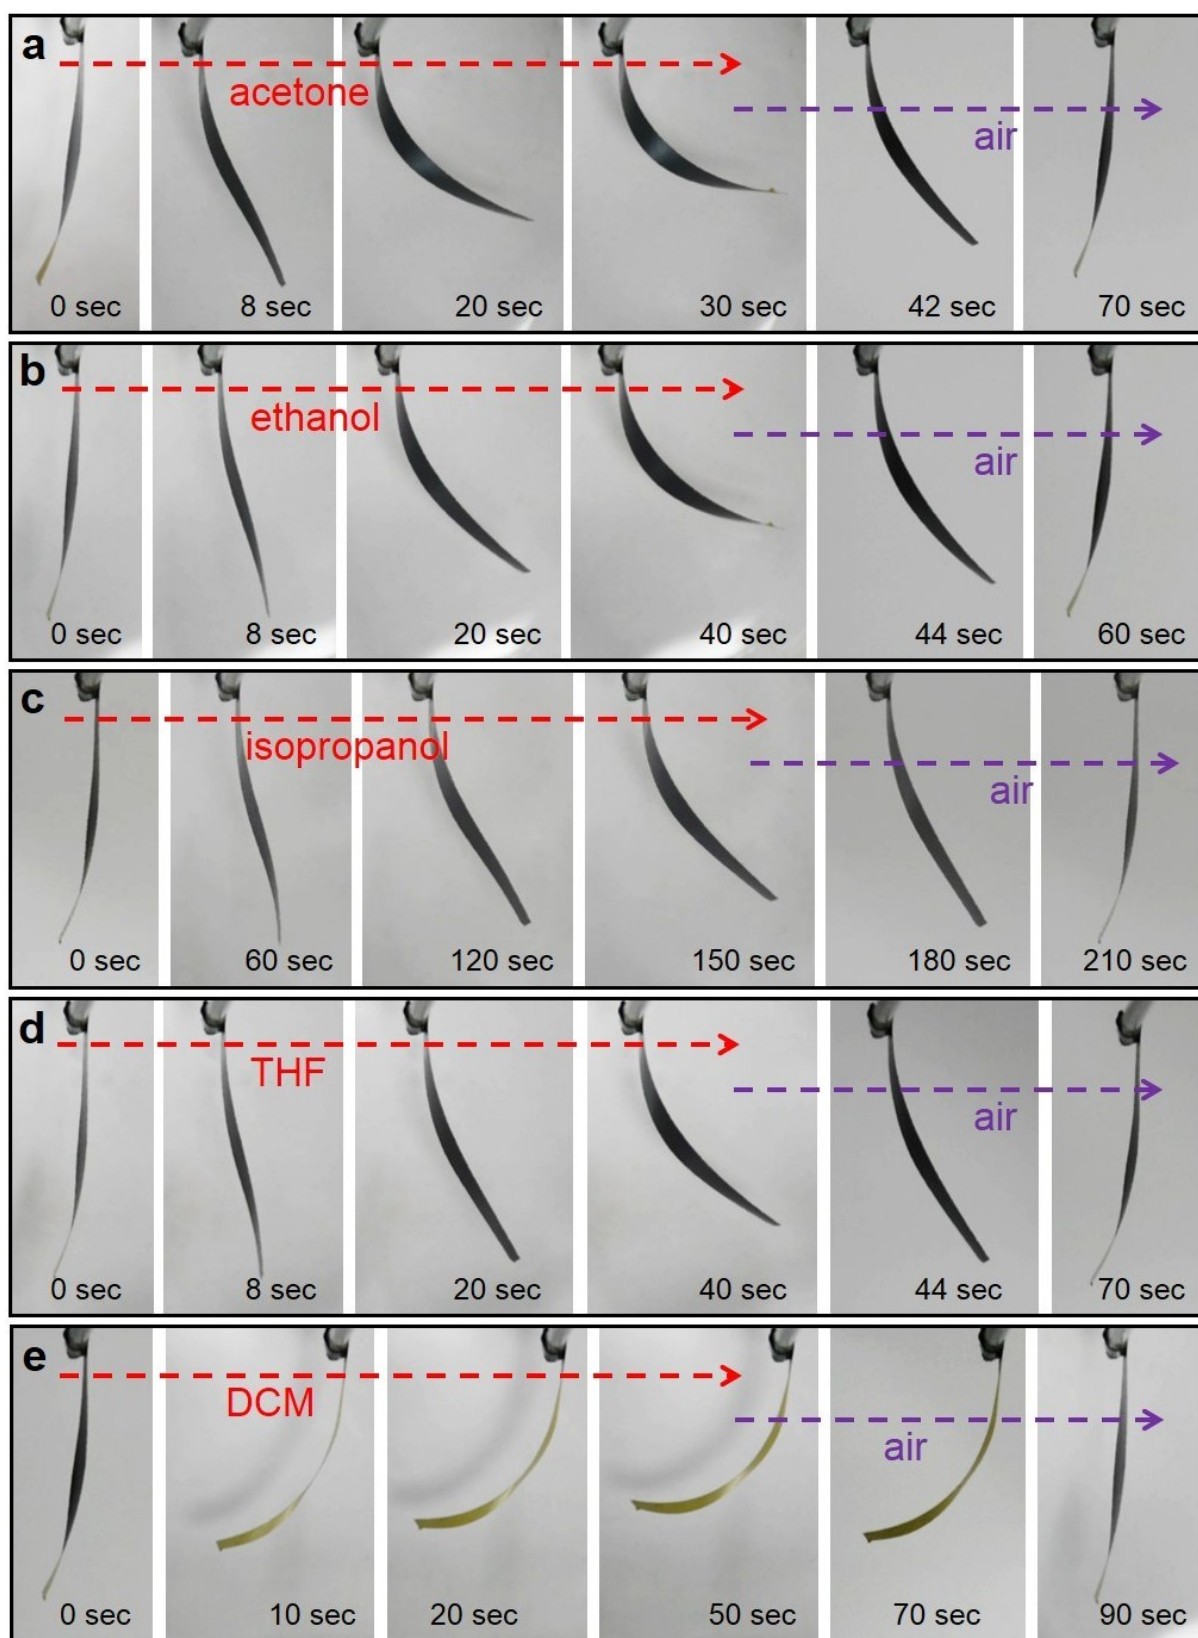 a
acetone
air
0 sec 8 sec 20 sec 30 sec 42 sec 70 sec
b
ethanol
air
0 sec 8 sec 20 sec 40 sec 44 sec 60 sec
c
isopropanol
air
0 sec 60 sec 120 sec 150 sec 180 sec 210 sec
d
THF
air
0 sec 8 sec 20 sec 40 sec 44 sec 70 sec
e
DCM
air
0 sec 10 sec 20 sec 50 sec 70 sec 90 sec